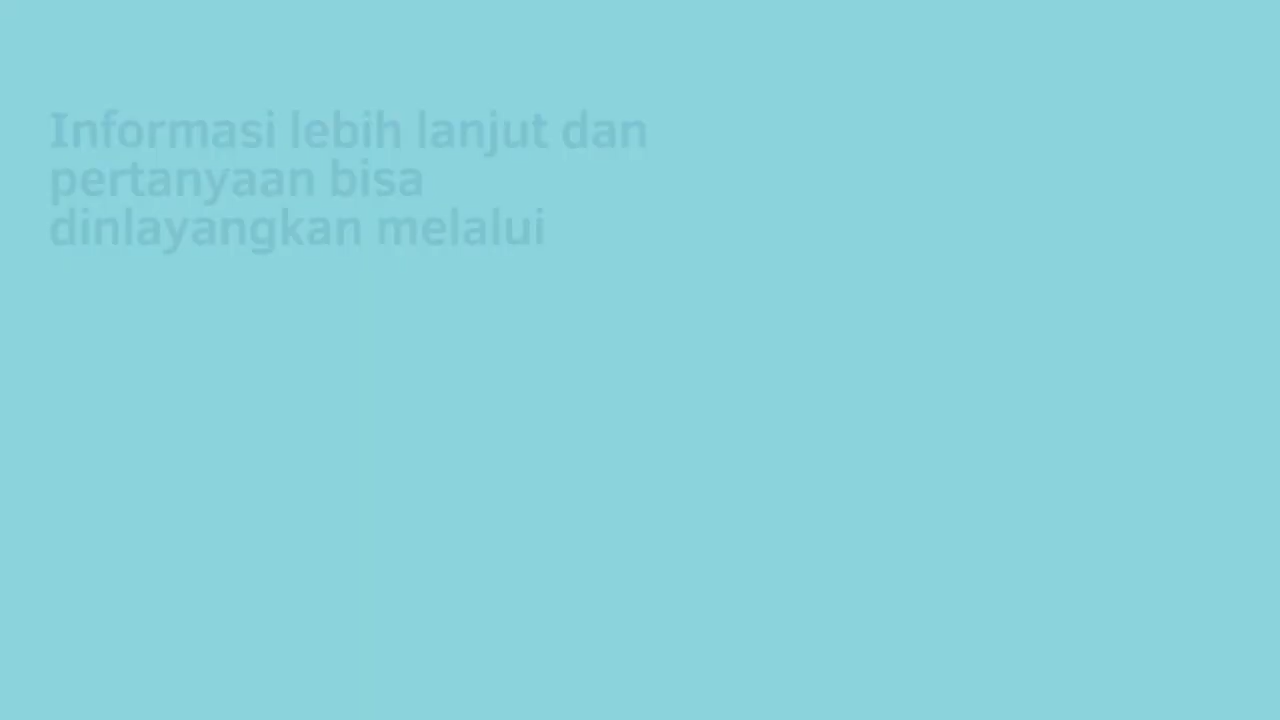 Informasi lebih lanjut dan
pertanyaan bisa
dinlayangkan melalui